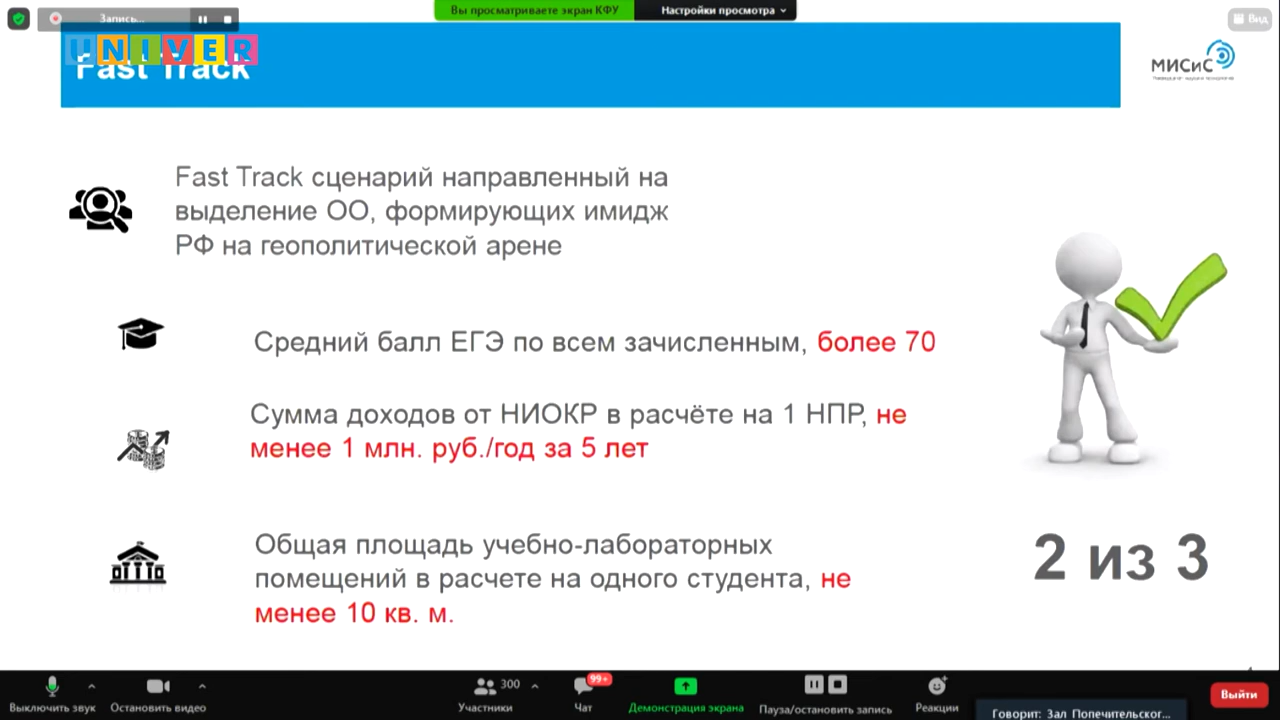 Запись...
Вы просматриваете экран КФУ
Настройки просмотра
Вид
UNIVER
Fast Track
МИСиС
Fast Track сценарий направленный на
выделение ОО, формирующих имидж
РФ на геополитической арене
Средний балл ЕГЭ по всем зачисленным, более 70
Сумма доходов от НИОКР в расчёте на 1 НПР, не
менее 1 млн. руб./год за 5 лет
Общая площадь учебно-лабораторных
помещений в расчете на одного студента, не
менее 10 кв. м.
2 из 3
Выключить звук
Остановить видео
Участники
300
Чат
99+
Демонстрация экрана
Пауза/остановить запись
Реакции
Говорит: Зал Попечительског...
Выйти